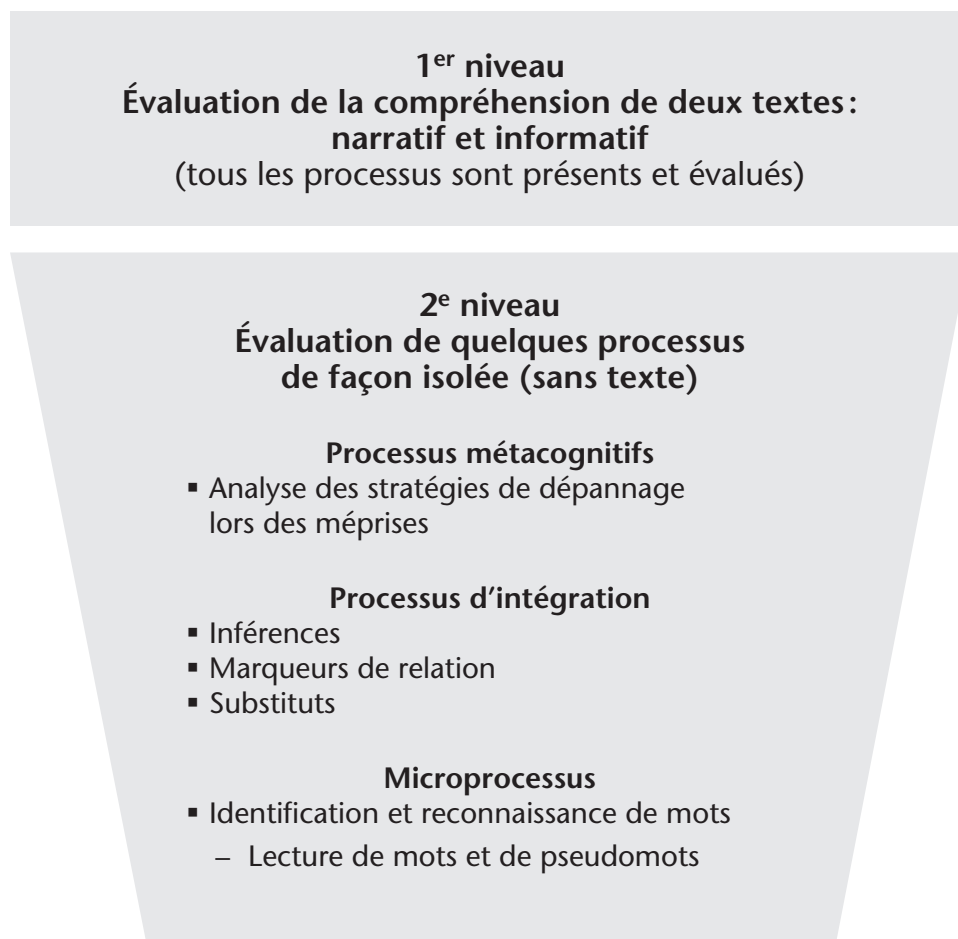 1er niveau
Évaluation de la compréhension de deux textes :
narratif et informatif
(tous les processus sont présents et évalués)
2e niveau
Évaluation de quelques processus
de façon isolée (sans texte)
Processus métacognitifs
▪ Analyse des stratégies de dépannage
lors des méprises
Processus d’intégration
▪ Inférences
▪ Marqueurs de relation
▪ Substituts
Microprocessus
▪ Identification et reconnaissance de mots
– Lecture de mots et de pseudomots